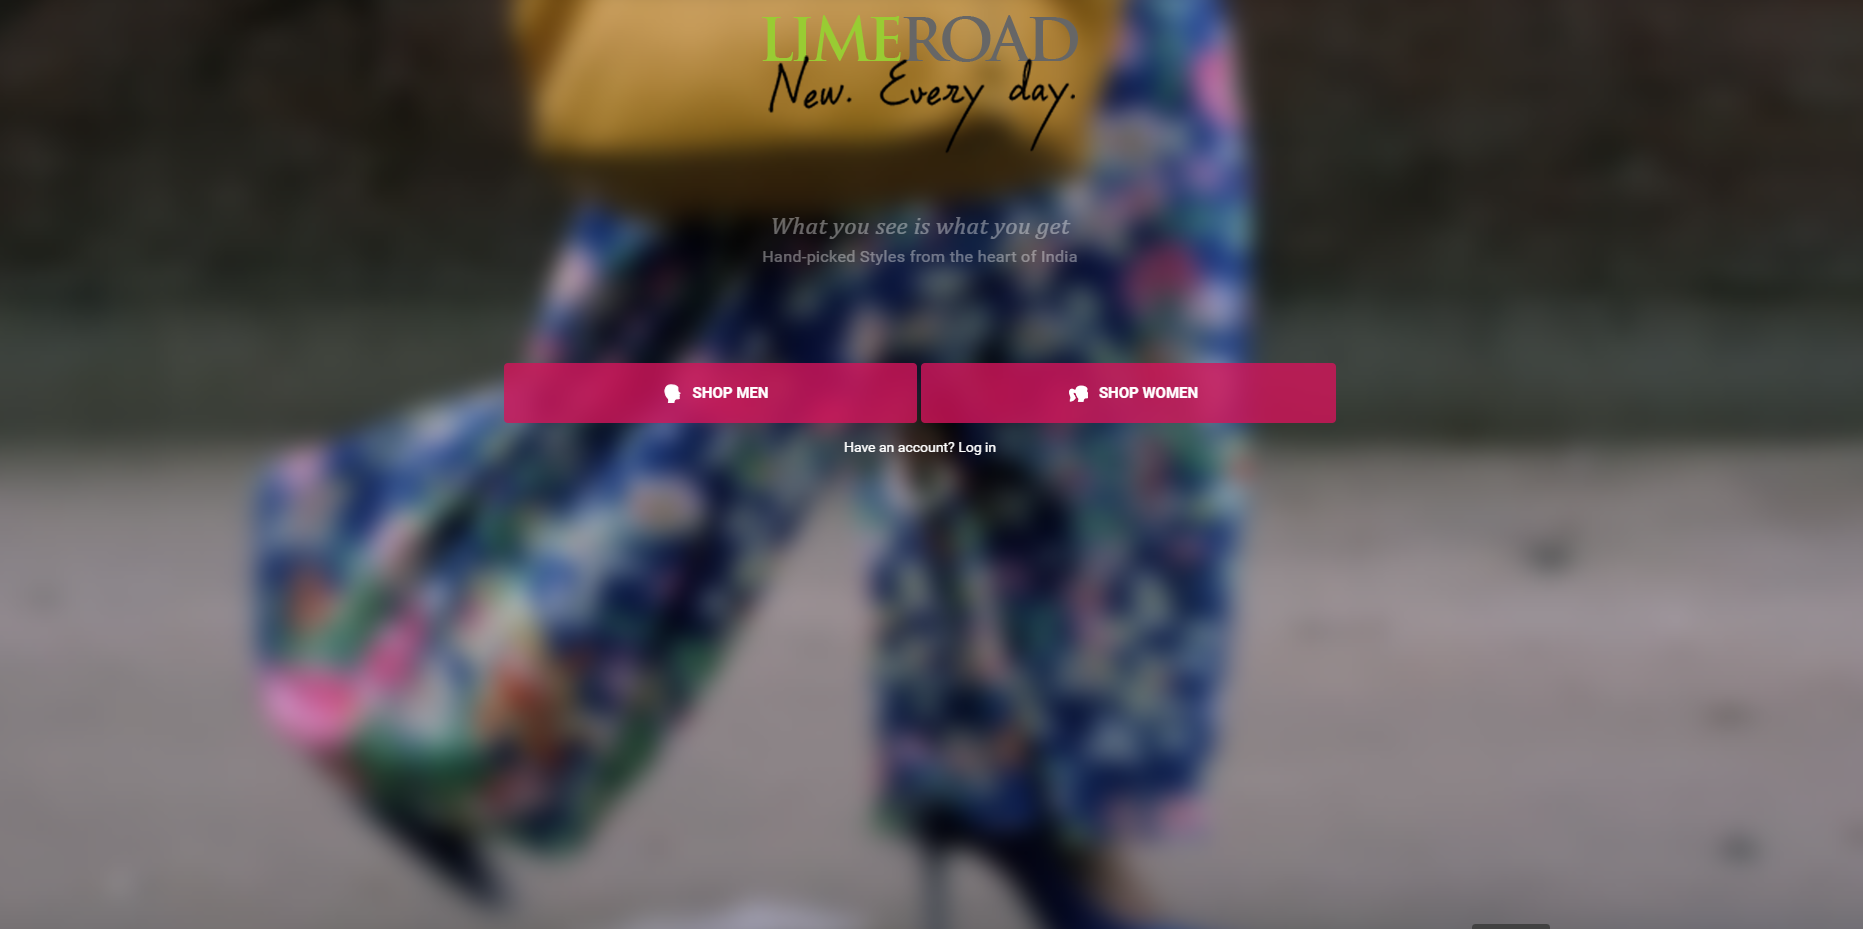 LIMEROAD
New. Every day.
What you see is what you get
Hand-picked Styles from the heart of India
SHOP MEN
SHOP WOMEN
Have an account? Log in